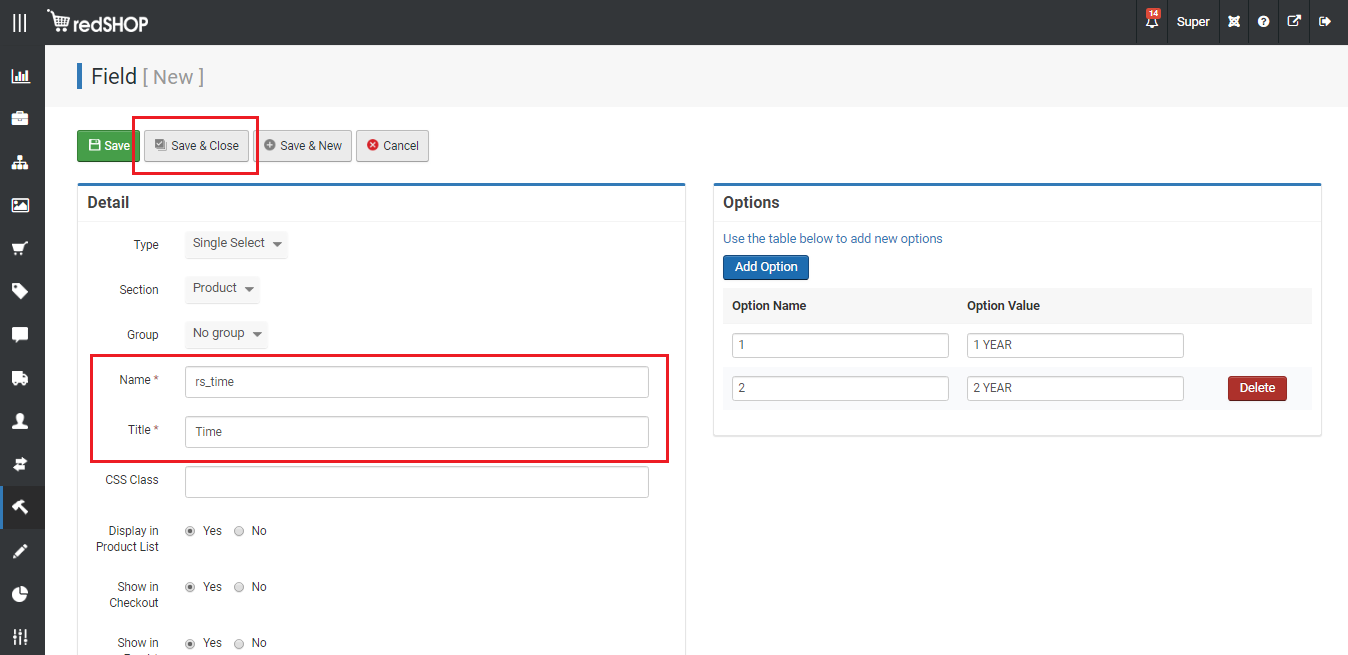 redSHOP
14
Super
Field [ New ]
Save
Save & Close
Save & New
Cancel
Detail
Type
Single Select
Section
Product
Group
No group
Name *
rs_time
Title *
Time
CSS Class
Display in
Product List
Yes
No
Show in
Checkout
Yes
No
Show in
Yes
No
Options
Use the table below to add new options
Add Option
Option Name
Option Value
1
1 YEAR
2
2 YEAR
Delete